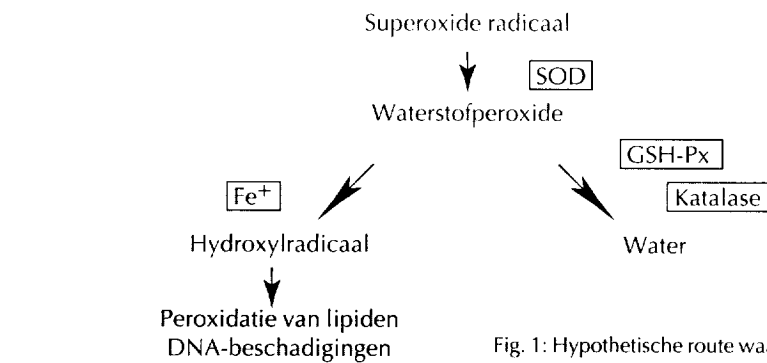 Superoxide radicaal
SOD
Waterstofperoxide
GSH-Px
Fe+
Katalase
Hydroxylradicaal
Water
Peroxidatie van lipiden
DNA-beschadigingen
Fig. 1: Hypothetische route